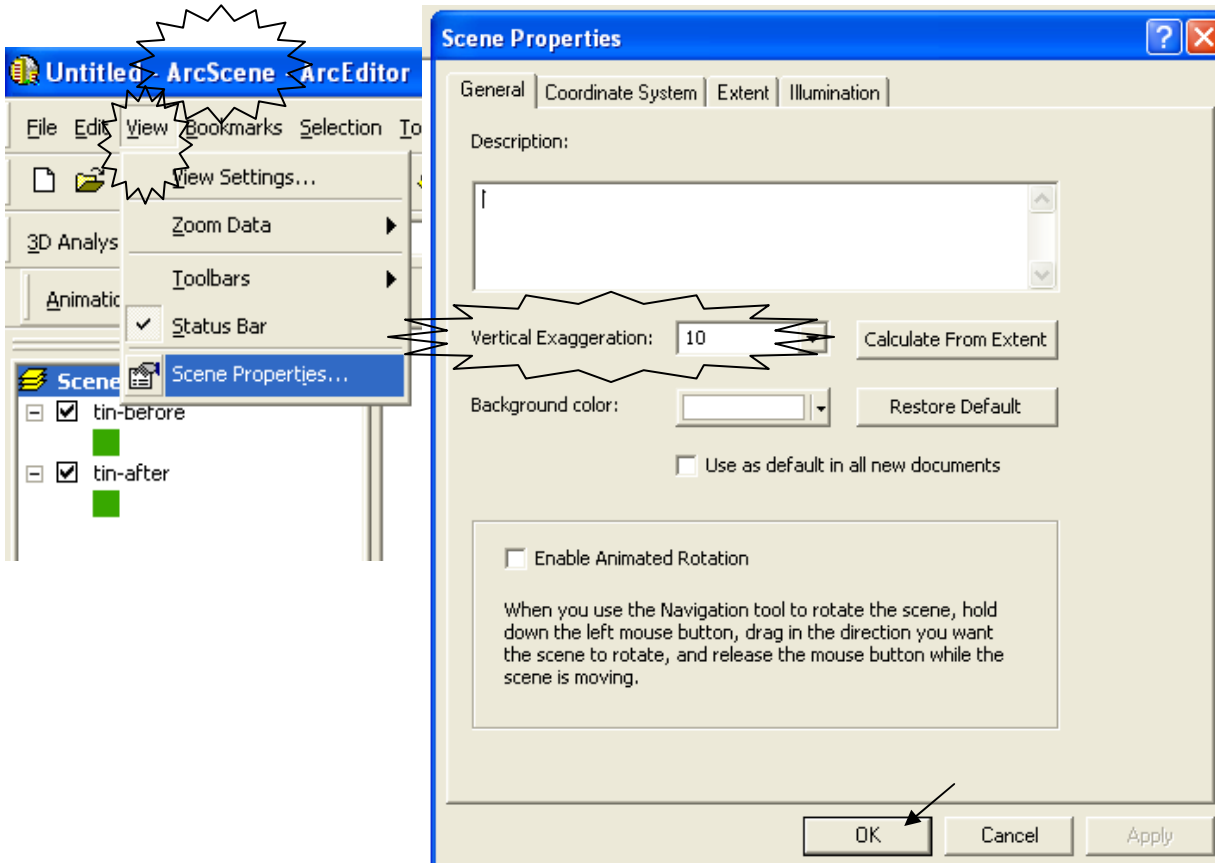 Untitled - ArcScene - ArcEditor
File Edit View Bookmarks Selection To
View Settings...
Zoom Data
3D Analys
Toolbars
Animatic
Status Bar
Scene Properties...
Scene
tin-before
tin-after
Scene Properties
General Coordinate System Extent Illumination
Description:
Vertical Exaggeration: 10 Calculate From Extent
Background color: Restore Default
Use as default in all new documents
Enable Animated Rotation
When you use the Navigation tool to rotate the scene, hold
down the left mouse button, drag in the direction you want
the scene to rotate, and release the mouse button while the
scene is moving.
OK Cancel Apply